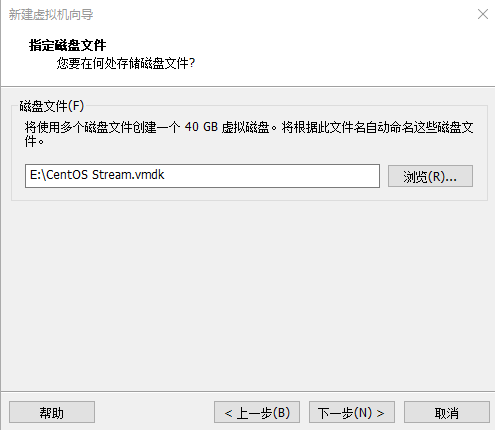 新建虚拟机向导
指定磁盘文件
您要在何处存储磁盘文件?
磁盘文件(F)
将使用多个磁盘文件创建一个 40 GB 虚拟磁盘。将根据此文件名自动命名这些磁盘文
件。
E:\CentOS Stream.vmdk
浏览(R)...
帮助
< 上一步(B)
下一步(N) >
取消